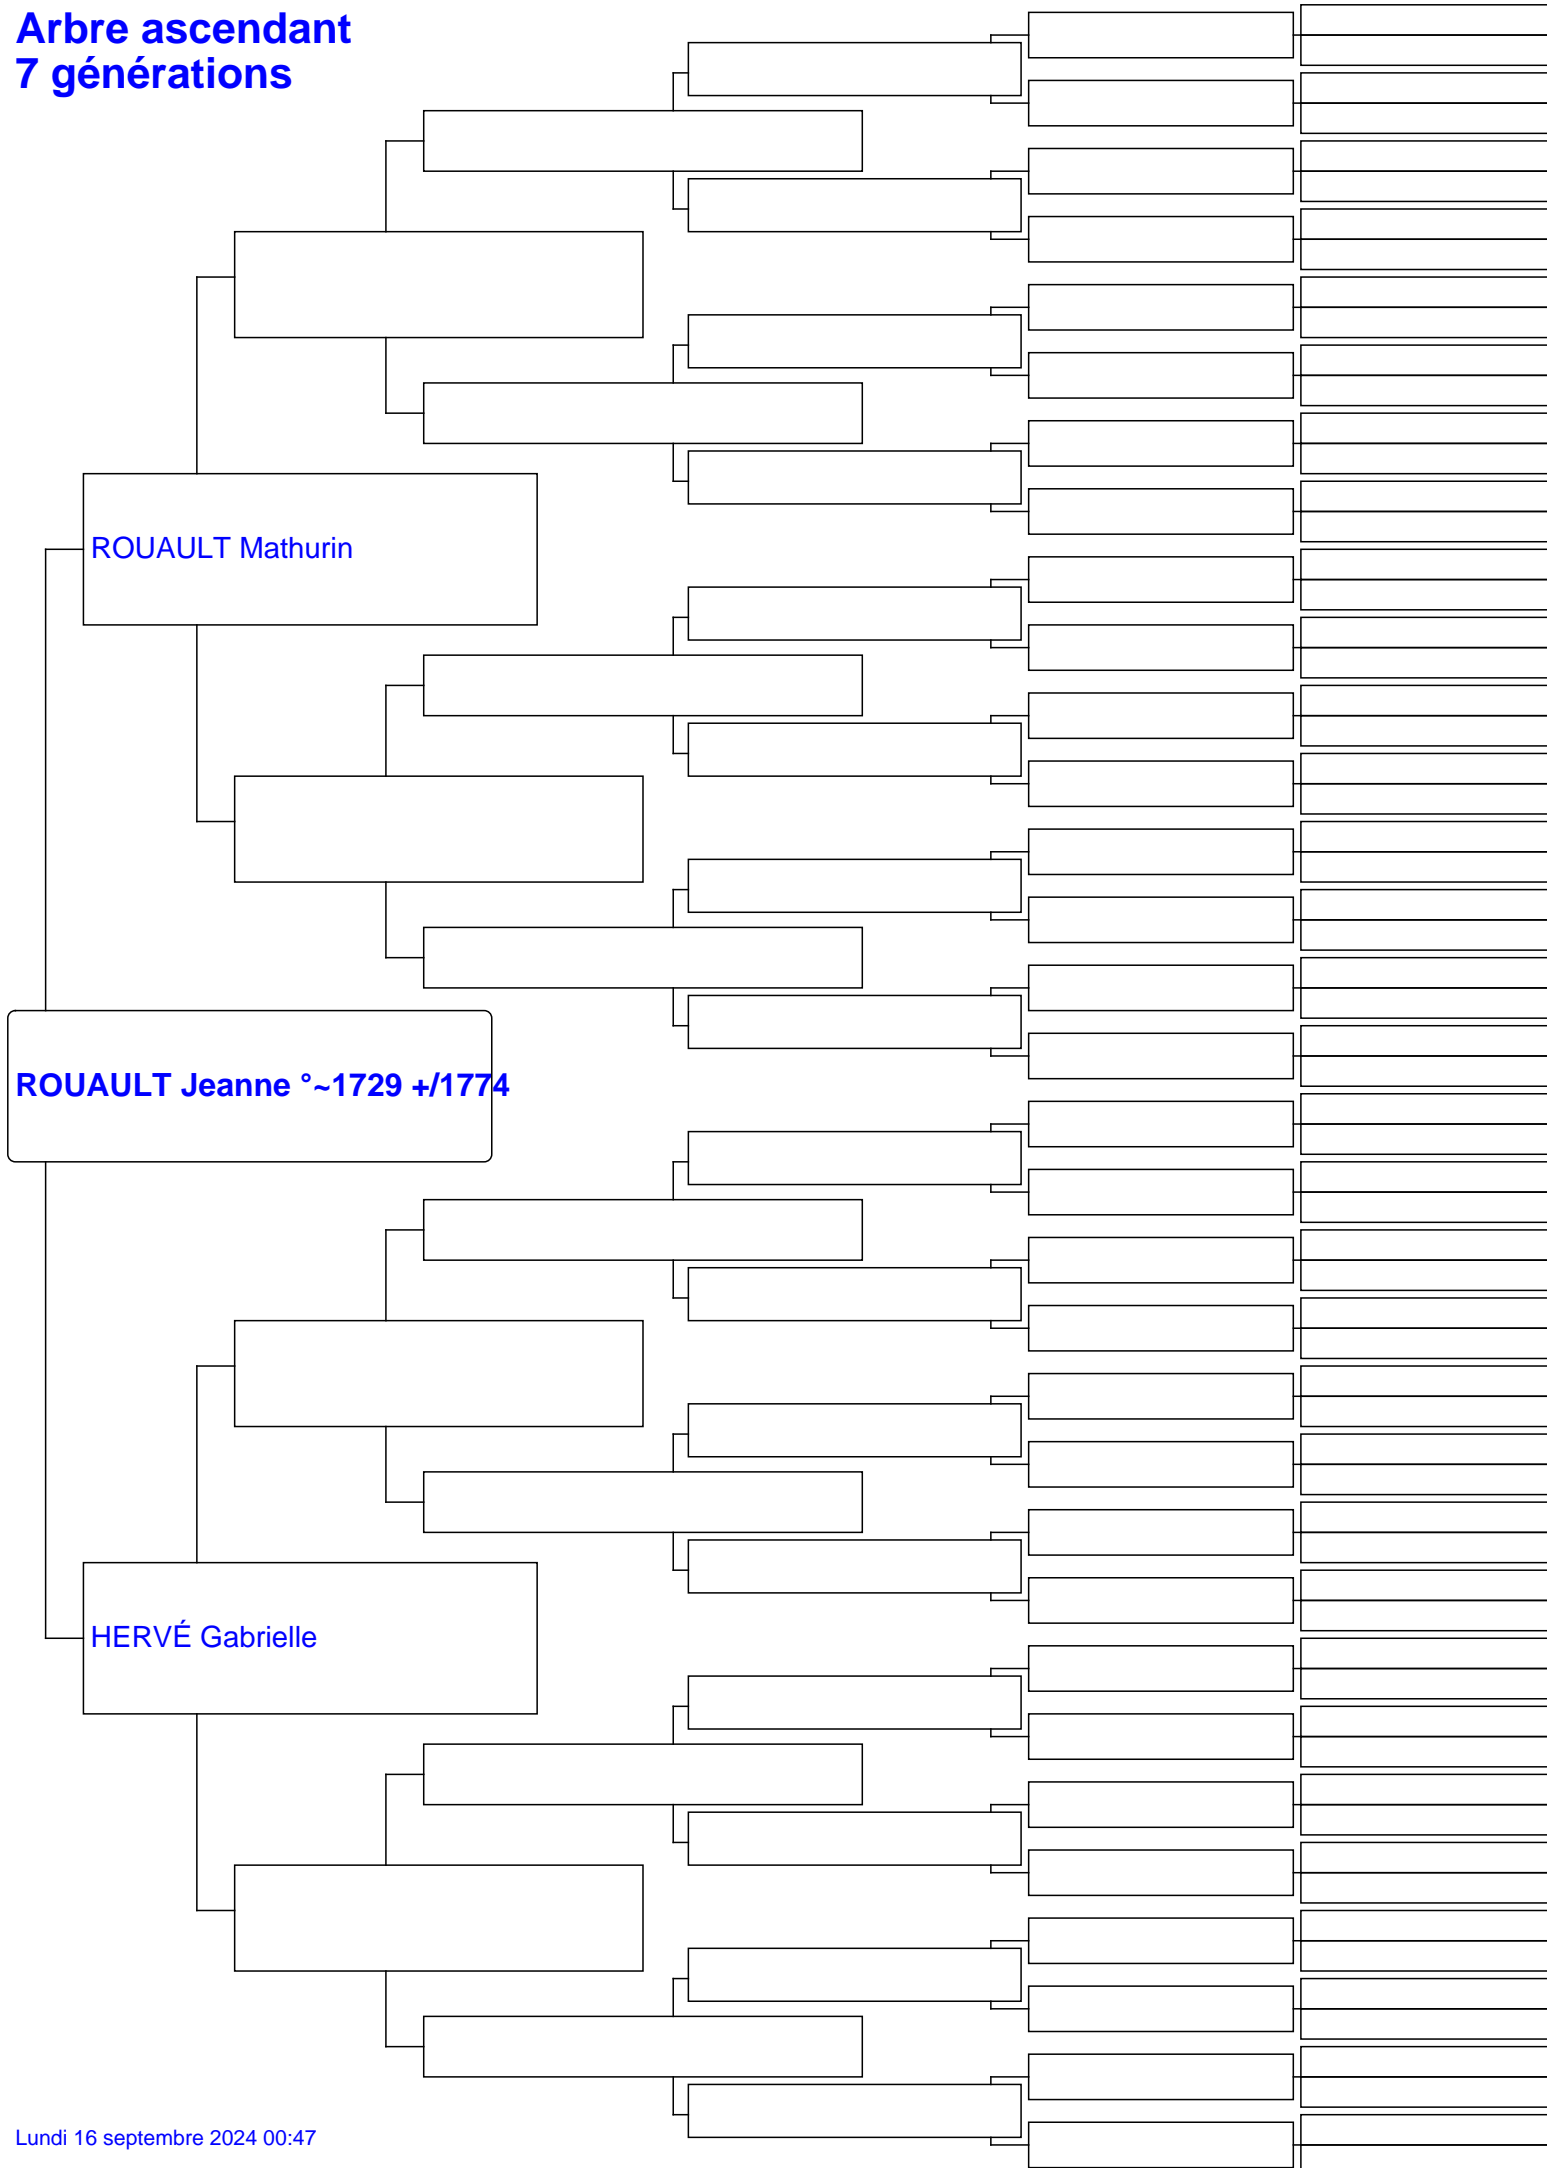 Arbre ascendant
7 générations
ROUAULT Mathurin
ROUAULT Jeanne °~1729 +/1774
HERVÉ Gabrielle
Lundi 16 septembre 2024 00:47